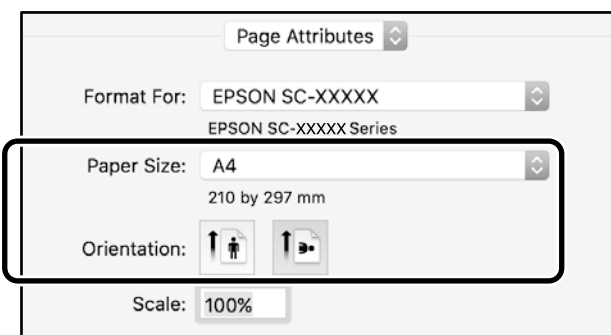 Page Attributes
Format For: EPSON SC-XXXXX
EPSON SC-XXXXX Series
Paper Size: A4
210 by 297 mm
Orientation:
Scale: 100%